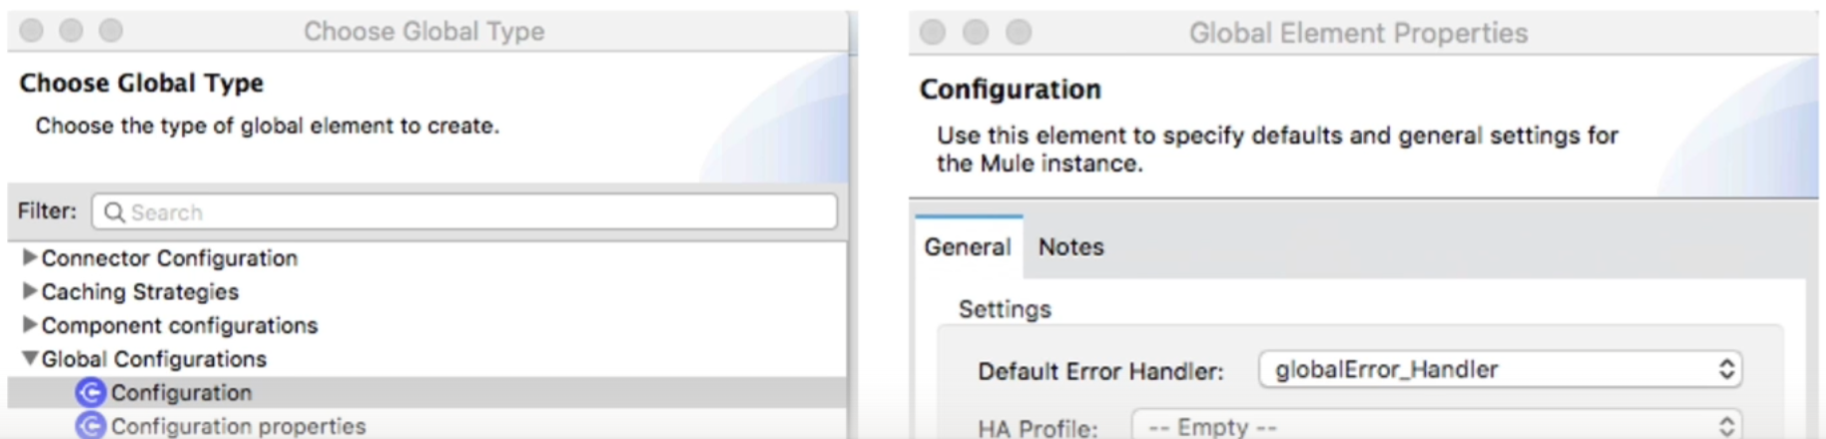 Choose Global Type
Choose Global Type
Choose the type of global element to create.
Filter:
Search
Connector Configuration
Caching Strategies
Component configurations
Global Configurations
Configuration
Configuration properties
Global Element Properties
Configuration
Use this element to specify defaults and general settings for
the Mule instance.
General Notes
Settings
Default Error Handler: globalError_Handler
HA Profile: -- Empty --